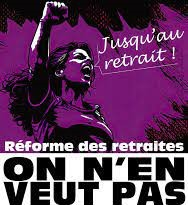 Jusqu'au
retrait !
Réforme des retraites
ON N'EN
VEUT PAS